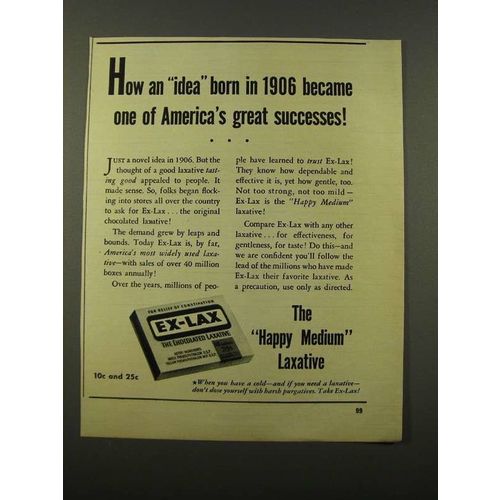 How an "idea" born in 1906 became
one of America's great successes!
JUST a novel idea in 1906. But the
thought of a good laxative tast-
ing good appealed to people. It
made sense. So, folks began flock-
ing into stores all over the country
to ask for Ex-Lax . . . the original
chocolated laxative!
The demand grew by leaps and
bounds. Today Ex-Lax is, by far,
America's most widely used laxa-
tive—with sales of over 40 million
boxes annually!
Over the years, millions of peo-
ple have learned to trust Ex-Lax!
They know how dependable and
effective it is, yet how gentle, too.
Not too strong, not too mild—
Ex-Lax is the "Happy Medium"
laxative!
Compare Ex-Lax with any other
laxative . . . for effectiveness, for
gentleness, for taste! Do this—and
we are confident you'll follow the
lead of the millions who have made
Ex-Lax their favorite laxative. As
a precaution, use only as directed.
FOR RELIEF OF CONSTIPATION
EX-LAX
THE CHOCOLATED LAXATIVE
10c and 25c
The
"Happy Medium"
Laxative
★When you have a cold—and if you need a laxative—
don't dose yourself with harsh purgatives. Take Ex-Lax!
99